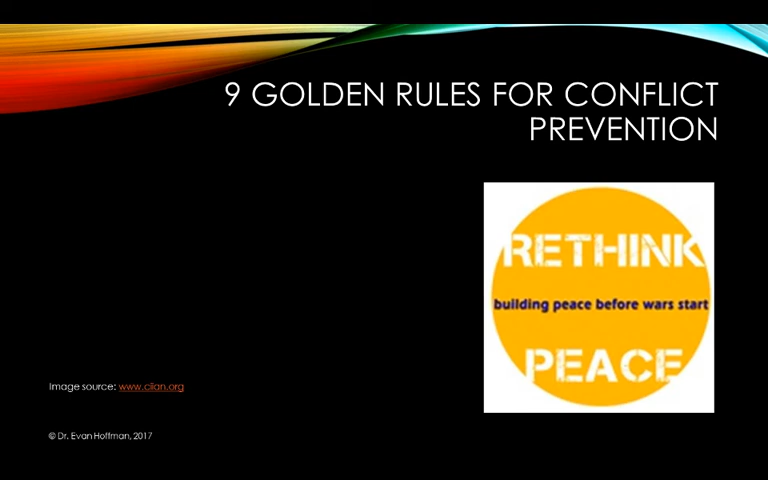 9 GOLDEN RULES FOR CONFLICT
PREVENTION
RETHINK
building peace before wars start
PEACE
Image source: www.ciian.org
© Dr. Evan Hoffman, 2017